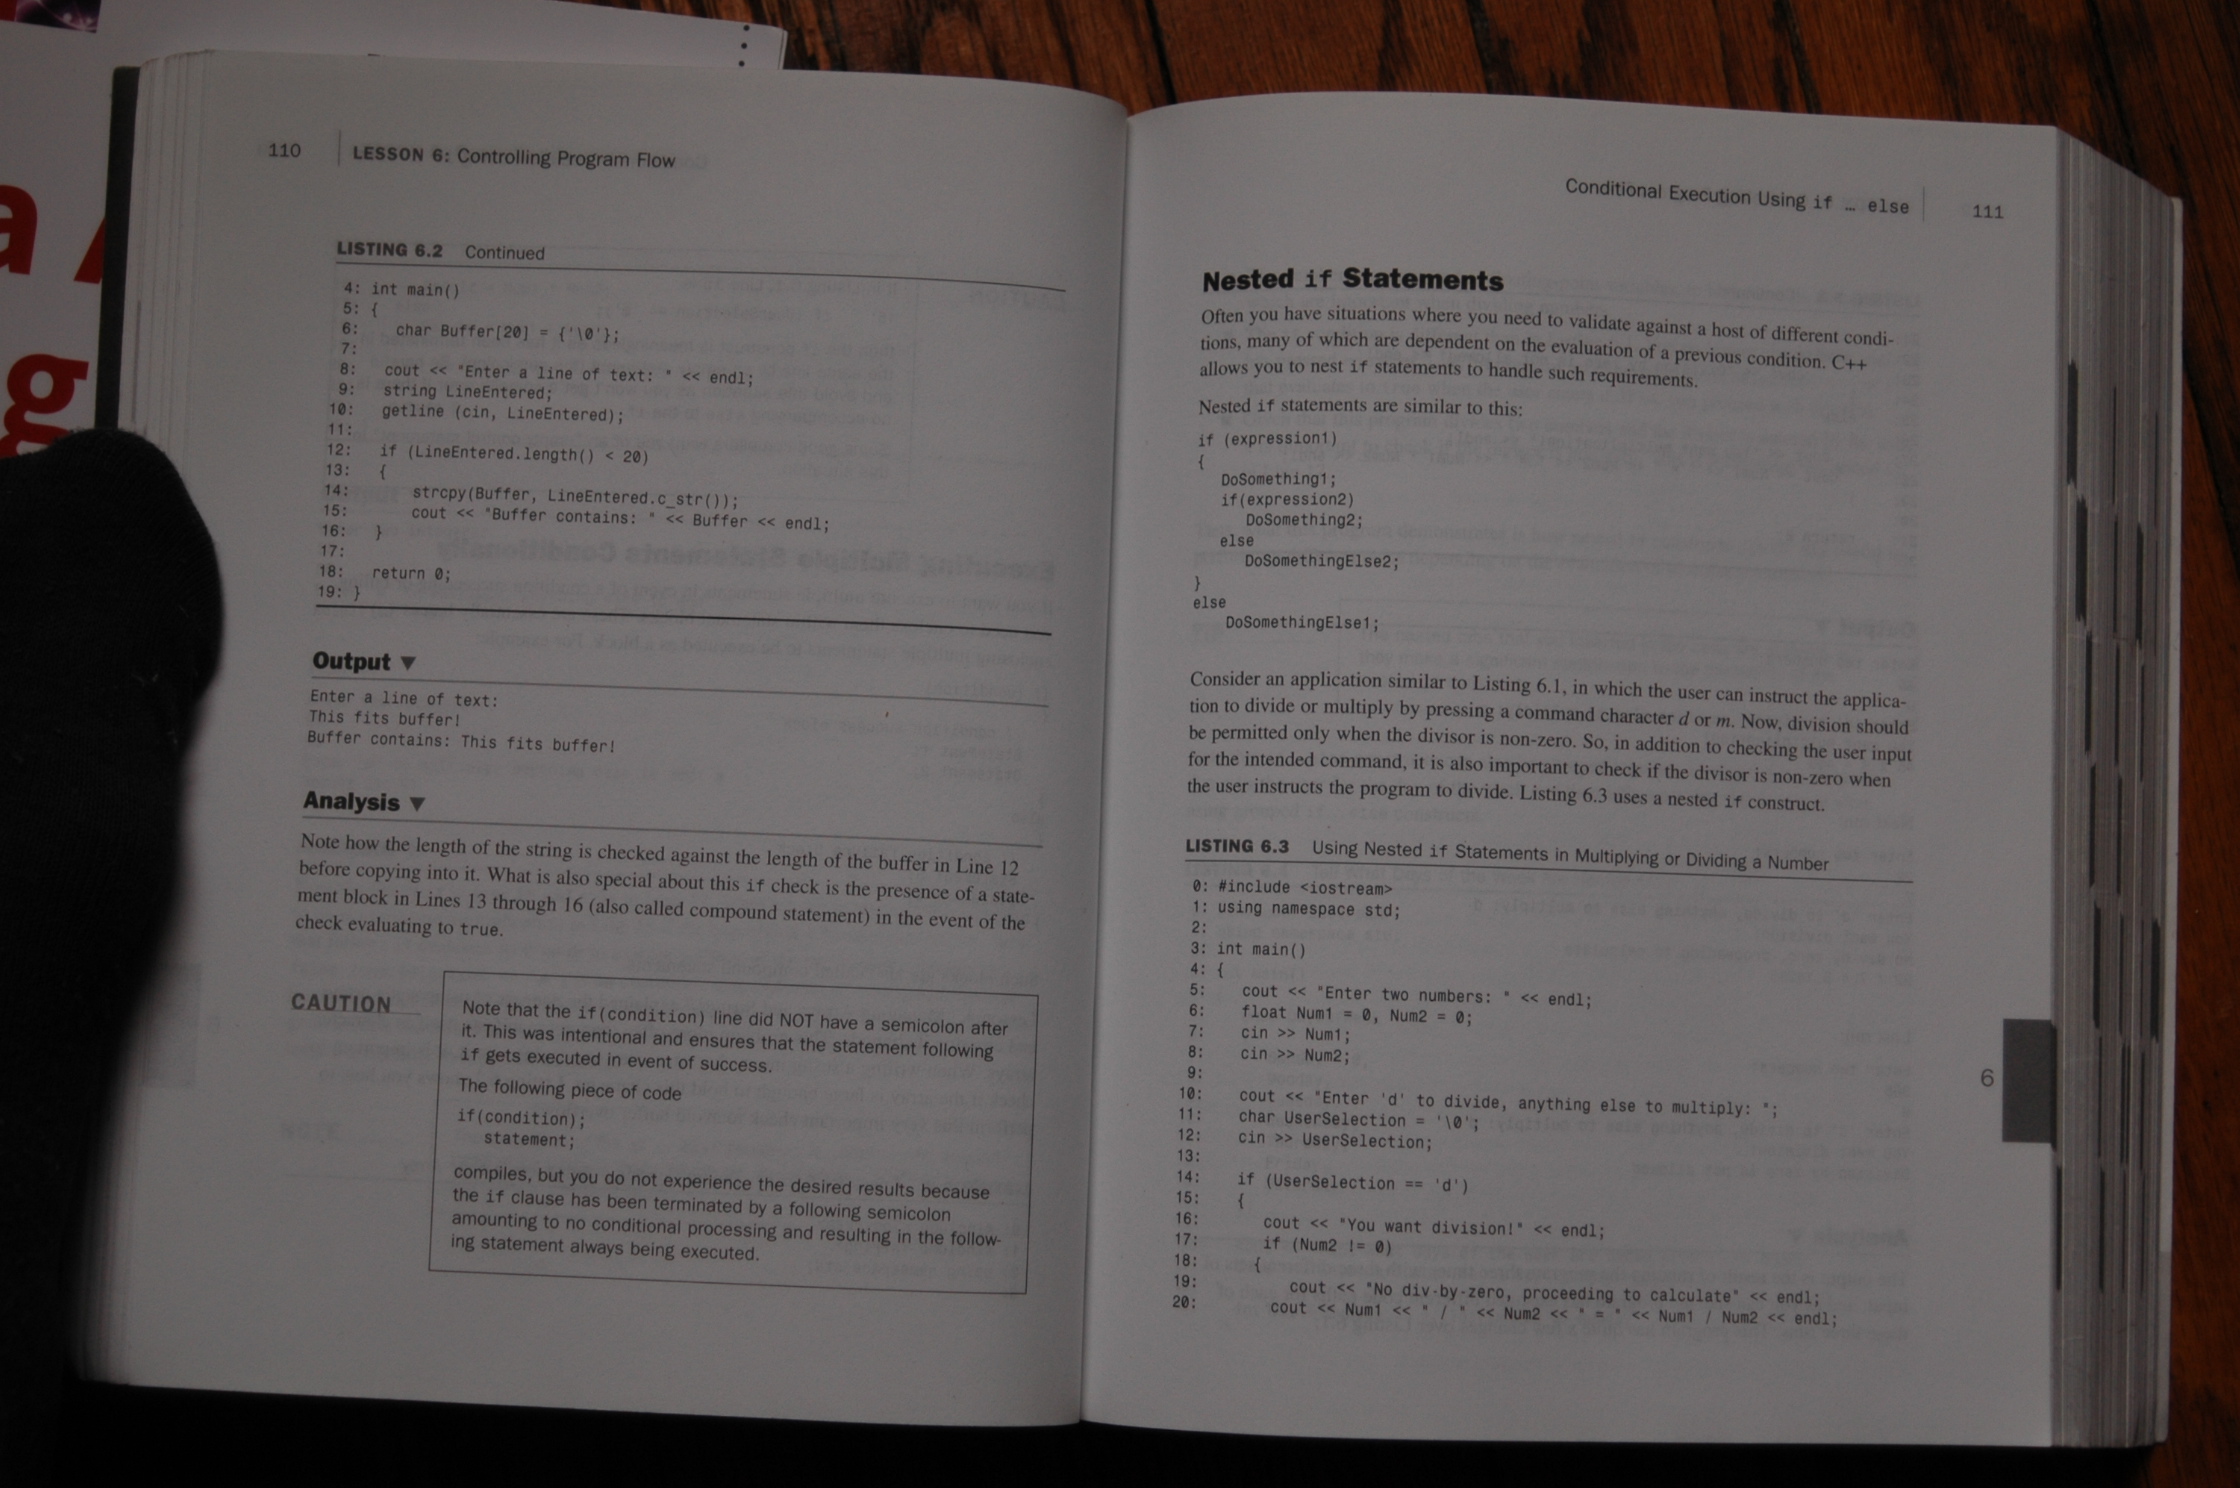 a A
g
110 LESSON 6: Controlling Program Flow
LISTING 6.2 Continued
4: int main()
5: {
6: char Buffer[20] = {'\0'};
7:
8: cout << "Enter a line of text: " << endl;
9: string LineEntered;
10: getline (cin, LineEntered);
11:
12: if (LineEntered.length() < 20)
13: {
14: strcpy(Buffer, LineEntered.c_str());
15: cout << "Buffer contains: " << Buffer << endl;
16: }
17:
18: return 0;
19: }
Output ▼
Enter a line of text:
This fits buffer!
Buffer contains: This fits buffer!
Analysis ▼
Note how the length of the string is checked against the length of the buffer in Line 12
before copying into it. What is also special about this if check is the presence of a state-
ment block in Lines 13 through 16 (also called compound statement) in the event of the
check evaluating to true.
CAUTION
Note that the if(condition) line did NOT have a semicolon after
it. This was intentional and ensures that the statement following
if gets executed in event of success.
The following piece of code
if(condition);
statement;
compiles, but you do not experience the desired results because
the if clause has been terminated by a following semicolon
amounting to no conditional processing and resulting in the follow-
ing statement always being executed.
Conditional Execution Using if … else 111
Nested if Statements
Often you have situations where you need to validate against a host of different condi-
tions, many of which are dependent on the evaluation of a previous condition. C++
allows you to nest if statements to handle such requirements.
Nested if statements are similar to this:
if (expression1)
{
DoSomething1;
if(expression2)
DoSomething2;
else
DoSomethingElse2;
}
else
DoSomethingElse1;
Consider an application similar to Listing 6.1, in which the user can instruct the applica-
tion to divide or multiply by pressing a command character d or m. Now, division should
be permitted only when the divisor is non-zero. So, in addition to checking the user input
for the intended command, it is also important to check if the divisor is non-zero when
the user instructs the program to divide. Listing 6.3 uses a nested if construct.
LISTING 6.3 Using Nested if Statements in Multiplying or Dividing a Number
0: #include <iostream>
1: using namespace std;
2:
3: int main()
4: {
5: cout << "Enter two numbers: " << endl;
6: float Num1 = 0, Num2 = 0;
7: cin >> Num1;
8: cin >> Num2;
9:
10: cout << "Enter 'd' to divide, anything else to multiply: ";
11: char UserSelection = '\0';
12: cin >> UserSelection;
13:
14: if (UserSelection == 'd')
15: {
16: cout << "You want division!" << endl;
17: if (Num2 != 0)
18: {
19: cout << "No div-by-zero, proceeding to calculate" << endl;
20: cout << Num1 << " / " << Num2 << " = " << Num1 / Num2 << endl;
6